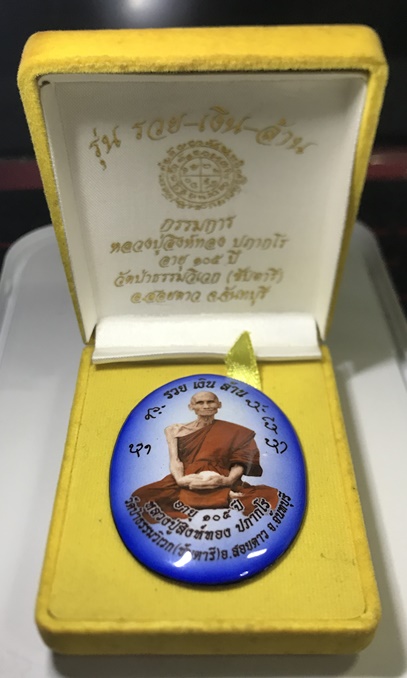 รุ่น รวย-เงิน-ล้าน
กรรมการ
หลวงปู่สิงห์ทอง ปภากโร
อายุ ๑๐๕ ปี
วัดป่าธรรมวิเวก (ซับตารี)
อ.สอยดาว จ.จันทบุรี
รวย เงิน ล้าน
อายุ ๑๐๕ ปี
หลวงปู่สิงห์ทอง ปภากโร
วัดป่าธรรมวิเวก(ซับตารี)อ.สอยดาว จ.จันทบุรี